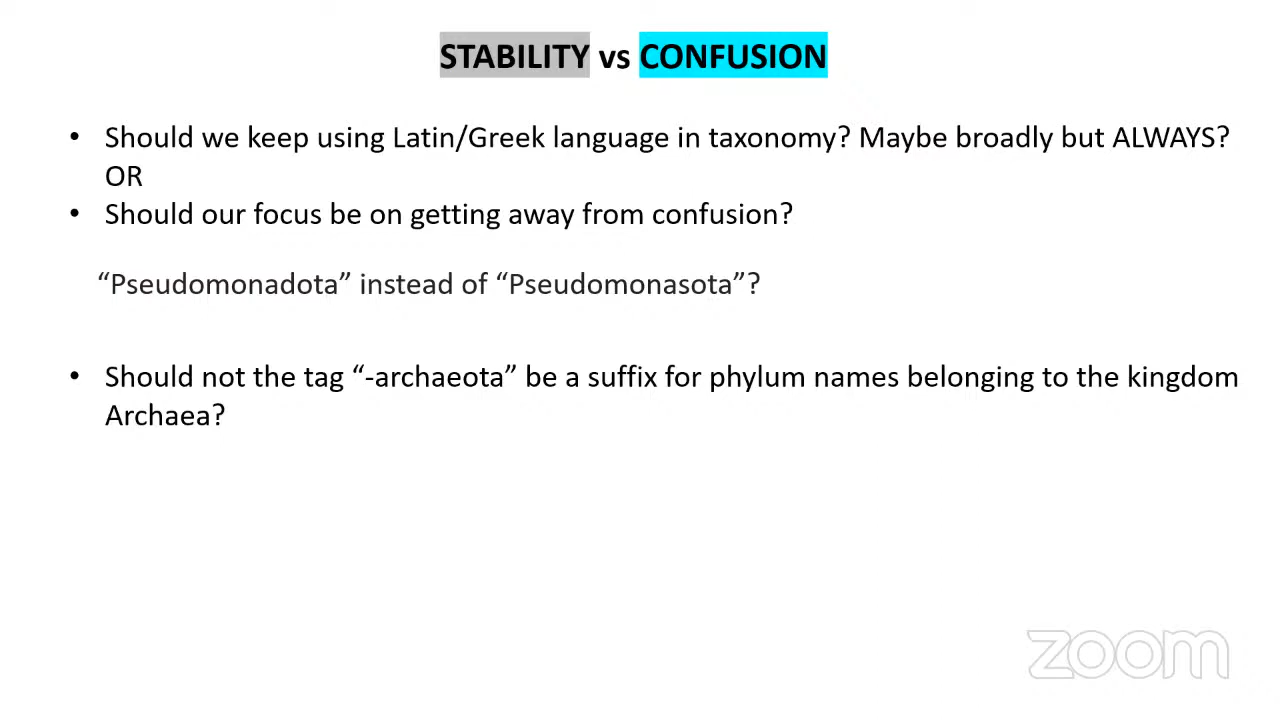 STABILITY vs CONFUSION
• Should we keep using Latin/Greek language in taxonomy? Maybe broadly but ALWAYS?
OR
• Should our focus be on getting away from confusion?
“Pseudomonadota” instead of “Pseudomonasota”?
• Should not the tag “-archaeota” be a suffix for phylum names belonging to the kingdom
Archaea?
zoom